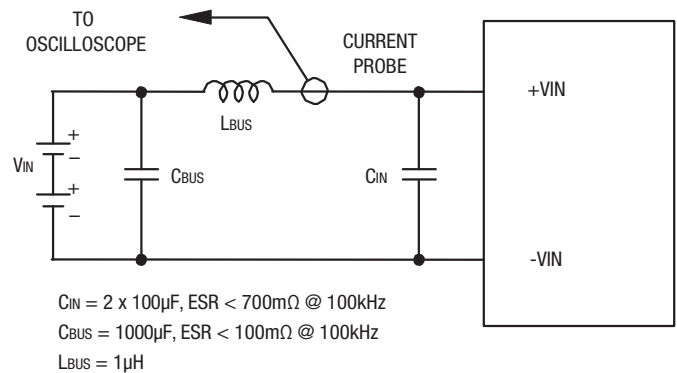 TO
OSCILLOSCOPE
CURRENT
PROBE
+VIN
LBUS
+
VIN
−
+
−
CBUS
CIN
-VIN
CIN = 2 x 100µF, ESR < 700mΩ @ 100kHz
CBUS = 1000µF, ESR < 100mΩ @ 100kHz
LBUS = 1µH